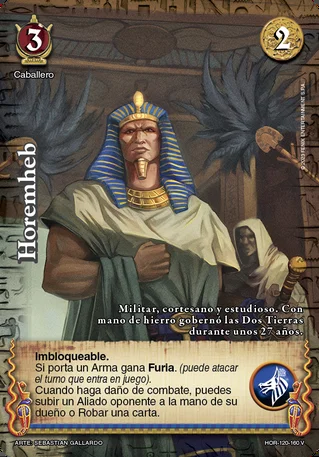 3
2
Caballero
© 2023 FENIX ENTERTAINMENT S.P.A.
Horemheb
Militar, cortesano y estudioso. Con
mano de hierro gobernó las Dos Tierras
durante unos 27 años.
Imbloqueable.
Si porta un Arma gana Furia. (puede atacar
el turno que entra en juego).
Cuando haga daño de combate, puedes
subir un Aliado oponente a la mano de su
dueño o Robar una carta.
ARTE: SEBASTIAN GALLARDO
HOR-120-160 V